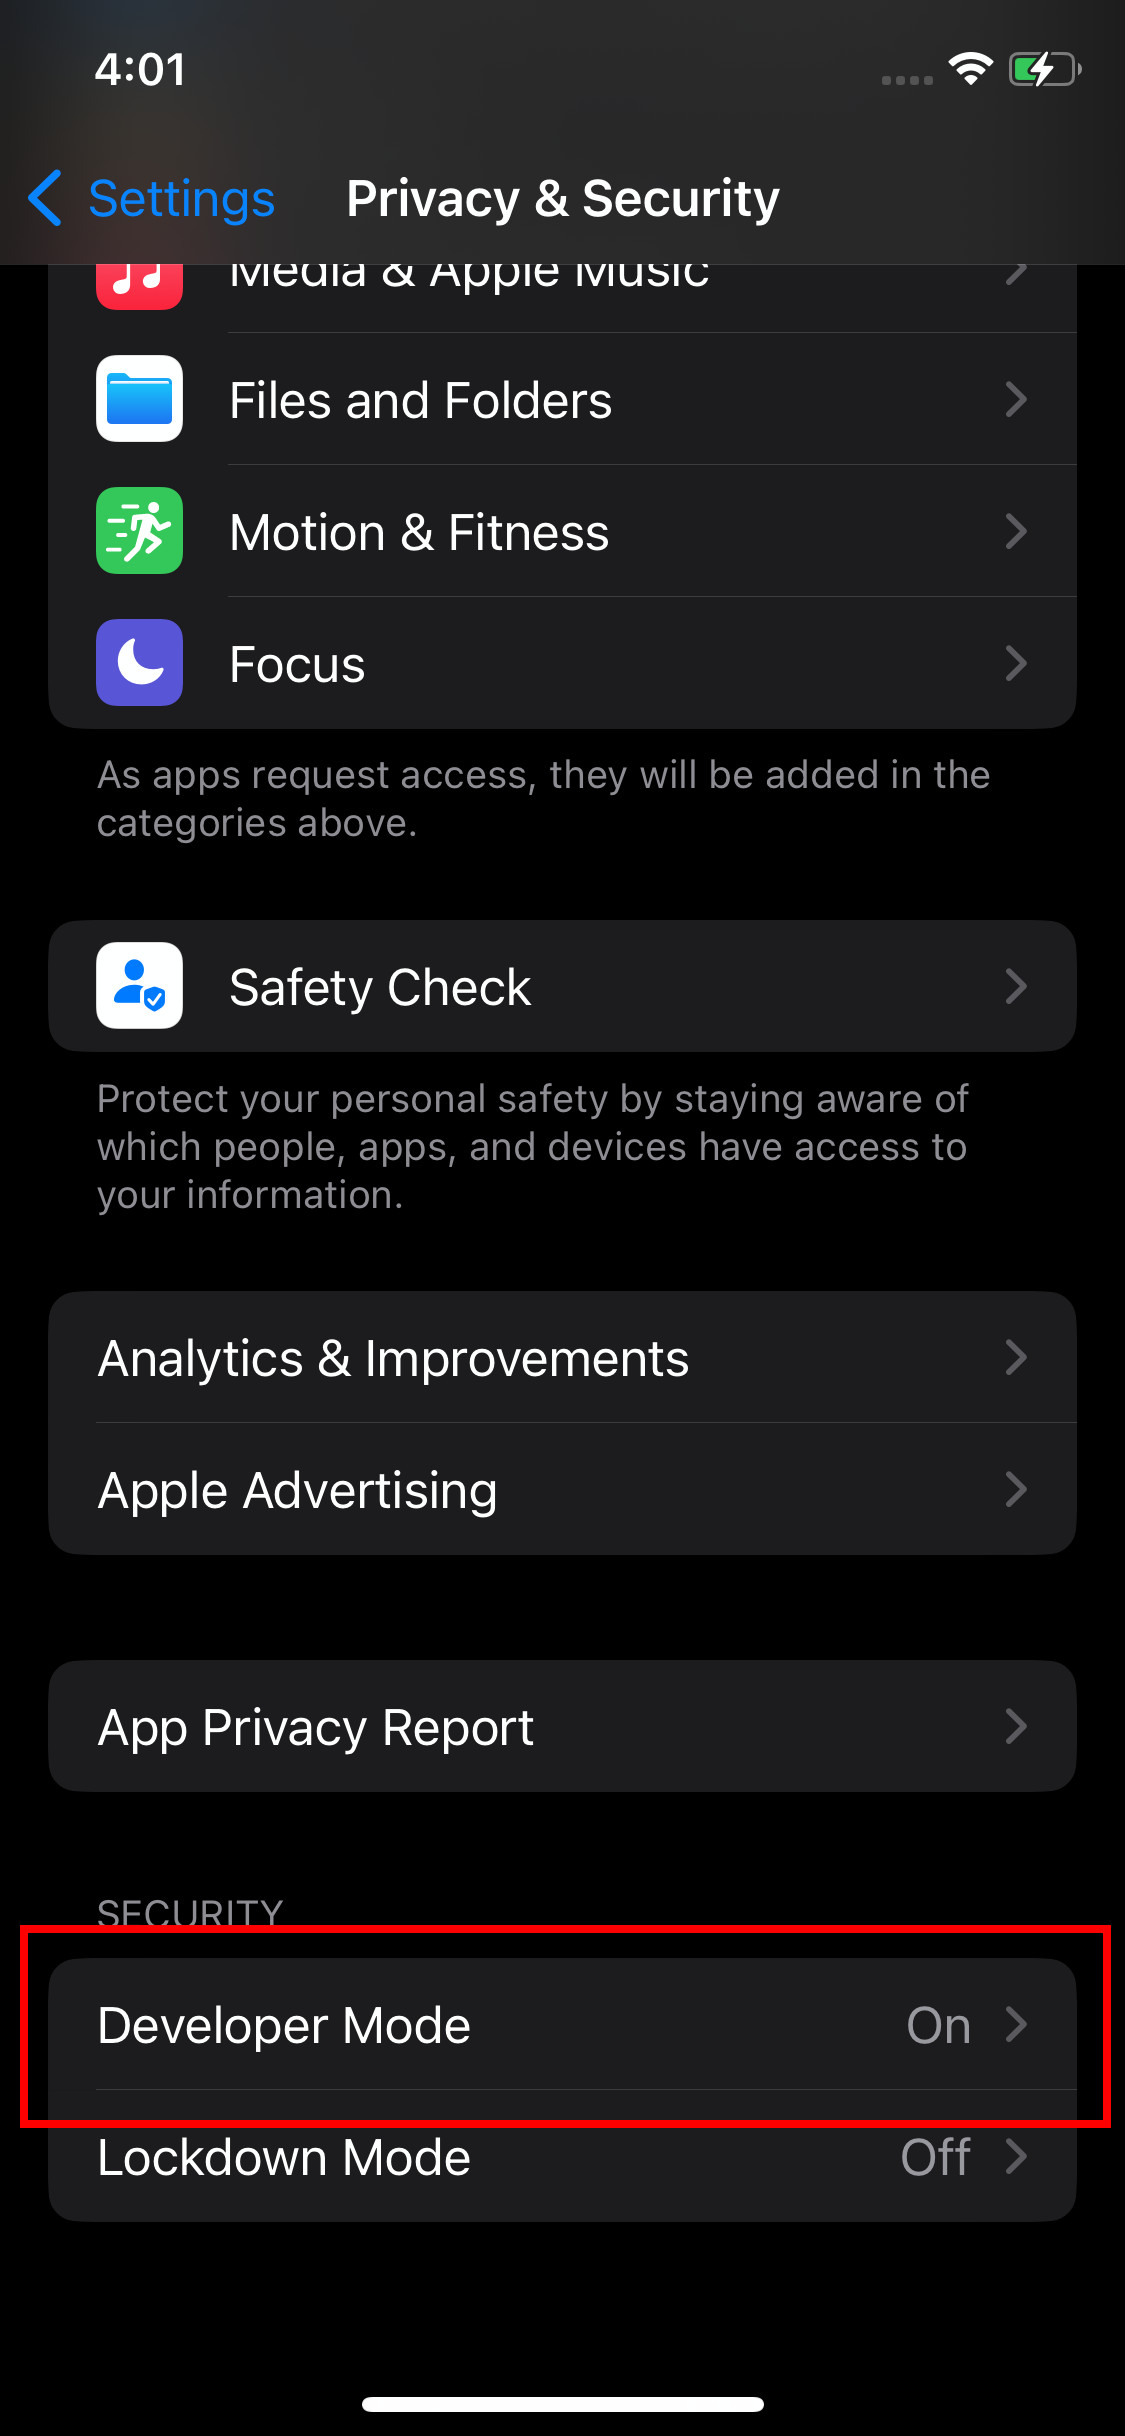 4:01
Settings
Privacy & Security
Media & Apple Music
Files and Folders
Motion & Fitness
Focus
As apps request access, they will be added in the
categories above.
Safety Check
Protect your personal safety by staying aware of
which people, apps, and devices have access to
your information.
Analytics & Improvements
Apple Advertising
App Privacy Report
SECURITY
Developer Mode On
Lockdown Mode Off